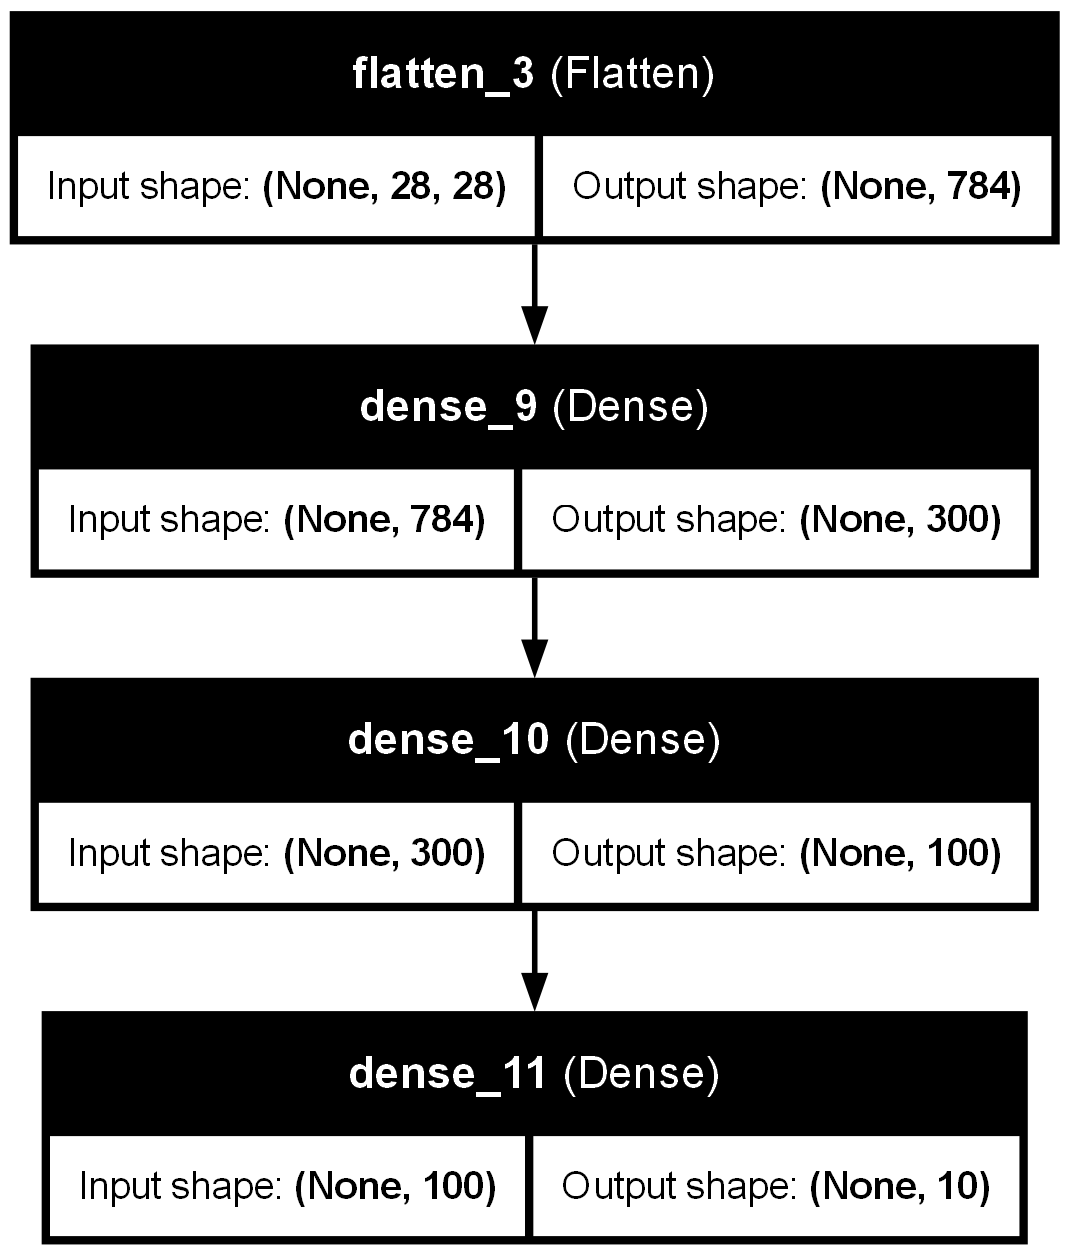 flatten_3 (Flatten)
Input shape: (None, 28, 28) Output shape: (None, 784)
dense_9 (Dense)
Input shape: (None, 784) Output shape: (None, 300)
dense_10 (Dense)
Input shape: (None, 300) Output shape: (None, 100)
dense_11 (Dense)
Input shape: (None, 100) Output shape: (None, 10)